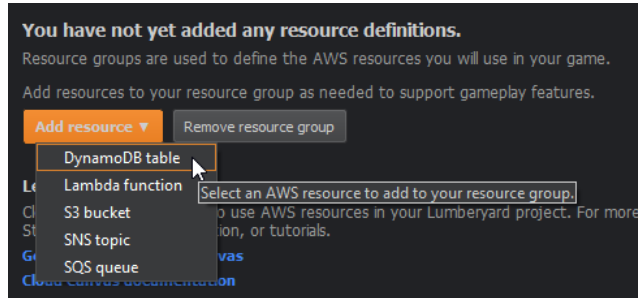 You have not yet added any resource definitions.
Resource groups are used to define the AWS resources you will use in your game.
Add resources to your resource group as needed to support gameplay features.
Add resource ▼ Remove resource group
DynamoDB table
Lambda function
Select an AWS resource to add to your resource group.
S3 bucket
to use AWS resources in your Lumberyard project. For more
SNS topic
or tutorials.
SQS queue
Cloud Canvas documentation